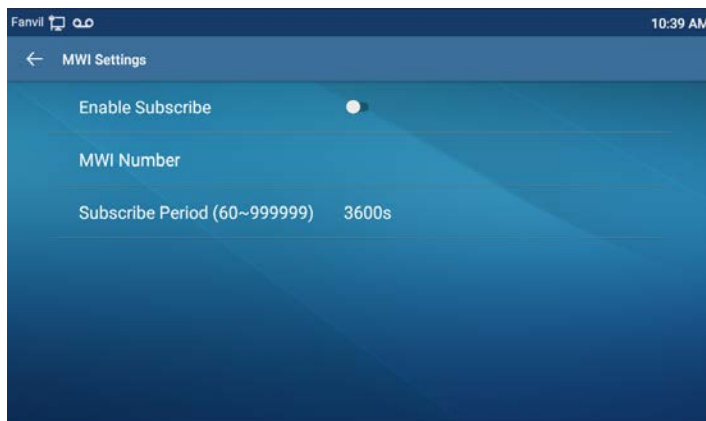 Fanvil 10:39 AM
MWI Settings
Enable Subscribe
MWI Number
Subscribe Period (60~999999) 3600s